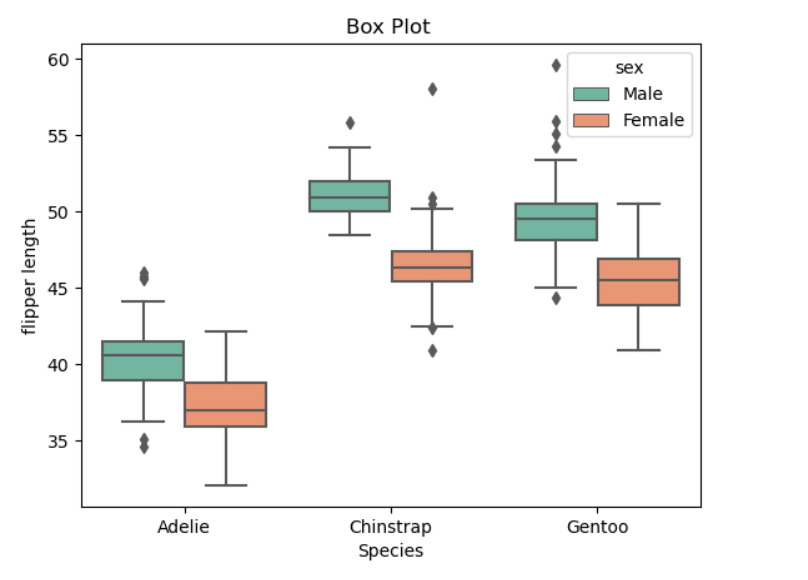 Box Plot
60
55
50
45
40
35
flipper length
sex
Male
Female
Adelie
Chinstrap
Gentoo
Species